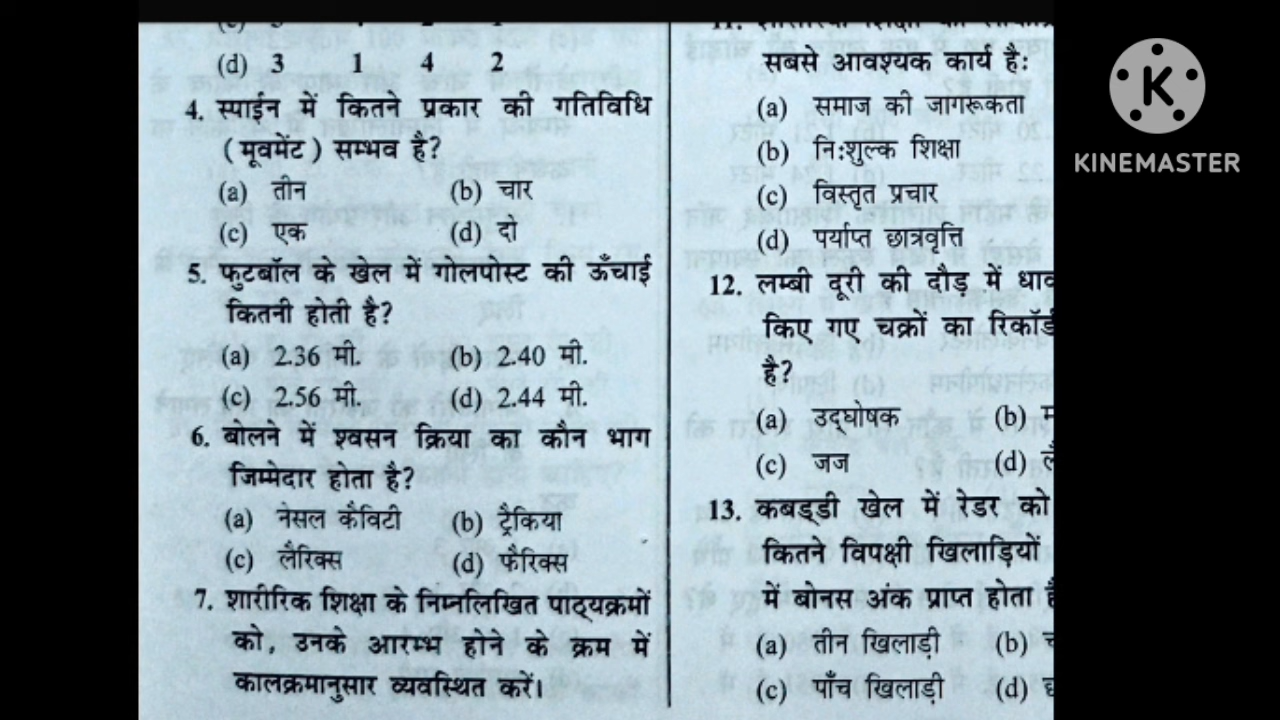 (d) 3 1 4 2
4. स्पाईन में कितने प्रकार की गतिविधि
(मूवमेंट) सम्भव है?
(a) तीन (b) चार
(c) एक (d) दो
5. फुटबॉल के खेल में गोलपोस्ट की ऊँचाई
कितनी होती है?
(a) 2.36 मी. (b) 2.40 मी.
(c) 2.56 मी. (d) 2.44 मी.
6. बोलने में श्वसन क्रिया का कौन भाग
जिम्मेदार होता है?
(a) नेसल कैविटी (b) ट्रैकिया
(c) लैरिक्स (d) फैरिक्स
7. शारीरिक शिक्षा के निम्नलिखित पाठ्यक्रमों
को, उनके आरम्भ होने के क्रम में
कालक्रमानुसार व्यवस्थित करें।
सबसे आवश्यक कार्य है:
(a) समाज की जागरूकता
(b) निःशुल्क शिक्षा
(c) विस्तृत प्रचार
(d) पर्याप्त छात्रवृत्ति
12. लम्बी दूरी की दौड़ में
किए गए चक्रों का रिकॉर्ड
है?
(a) उद्घोषक (b)
(c) जज (d)
13. कबड्डी खेल में रेडर को
कितने विपक्षी खिलाड़ियों
में बोनस अंक प्राप्त होता
(a) तीन खिलाड़ी (b)
(c) पाँच खिलाड़ी (d)
K
KINEMASTER